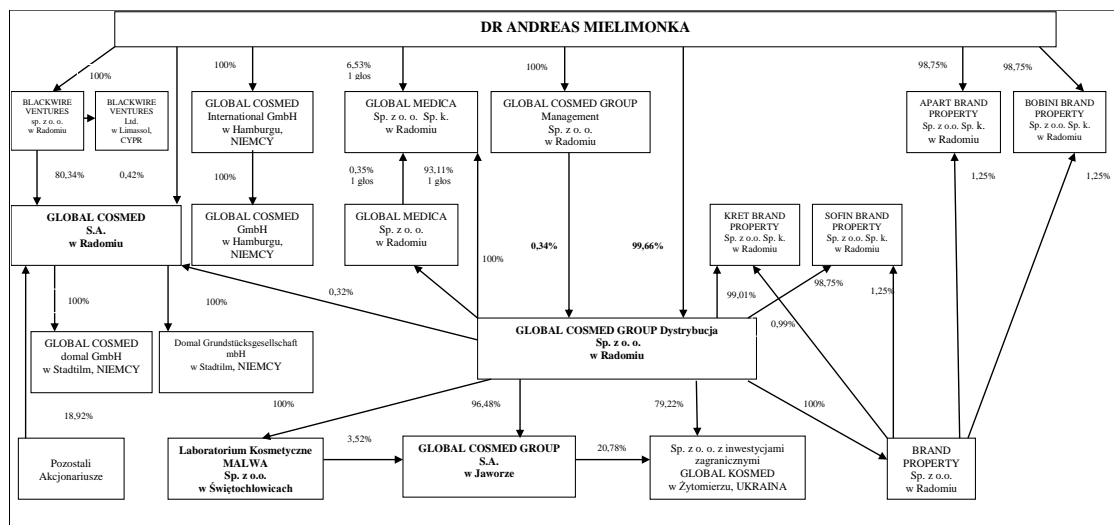 DR ANDREAS MIELIMONKA
100%
100%
6,53%
1 głos
100%
98,75%
98,75%
BLACKWIRE
VENTURES
sp. z o. o.
w Radomiu
BLACKWIRE
VENTURES
Ltd.
w Limassol,
CYPR
GLOBAL COSMED
International GmbH
w Hamburgu,
NIEMCY
GLOBAL MEDICA
Sp. z o.o. Sp. k.
w Radomiu
GLOBAL COSMED GROUP
Management
Sp. z o. o.
w Radomiu
APART BRAND
PROPERTY
Sp. z o.o. Sp. k.
w Radomiu
BOBINI BRAND
PROPERTY
Sp. z o.o. Sp. k.
w Radomiu
80,34%
0,42%
100%
0,35%
1 głos
93,11%
1 głos
1,25%
1,25%
GLOBAL COSMED
S.A.
w Radomiu
GLOBAL COSMED
GmbH
w Hamburgu,
NIEMCY
GLOBAL MEDICA
Sp. z o. o.
w Radomiu
100%
0,34%
99,66%
KRET BRAND
PROPERTY
Sp. z o.o. Sp. k.
w Radomiu
SOFIN BRAND
PROPERTY
Sp. z o.o. Sp. k.
w Radomiu
100%
100%
0,32%
99,01%
98,75%
1,25%
0,99%
GLOBAL COSMED
domal GmbH
w Stadtilm, NIEMCY
Domal Grundstücksgesellschaft
mbH
w Stadtilm, NIEMCY
GLOBAL COSMED GROUP Dystrybucja
Sp. z o. o.
w Radomiu
18,92%
100%
96,48%
79,22%
100%
Pozostali
Akcjonariusze
Laboratorium Kosmetyczne
MALWA
Sp. z o.o.
w Świętochłowicach
3,52%
GLOBAL COSMED GROUP
S.A.
w Jaworze
20,78%
Sp. z o. o. z inwestycjami
zagranicznymi
GLOBAL KOSMED
w Żytomierzu, UKRAINA
BRAND
PROPERTY
Sp. z o.o.
w Radomiu